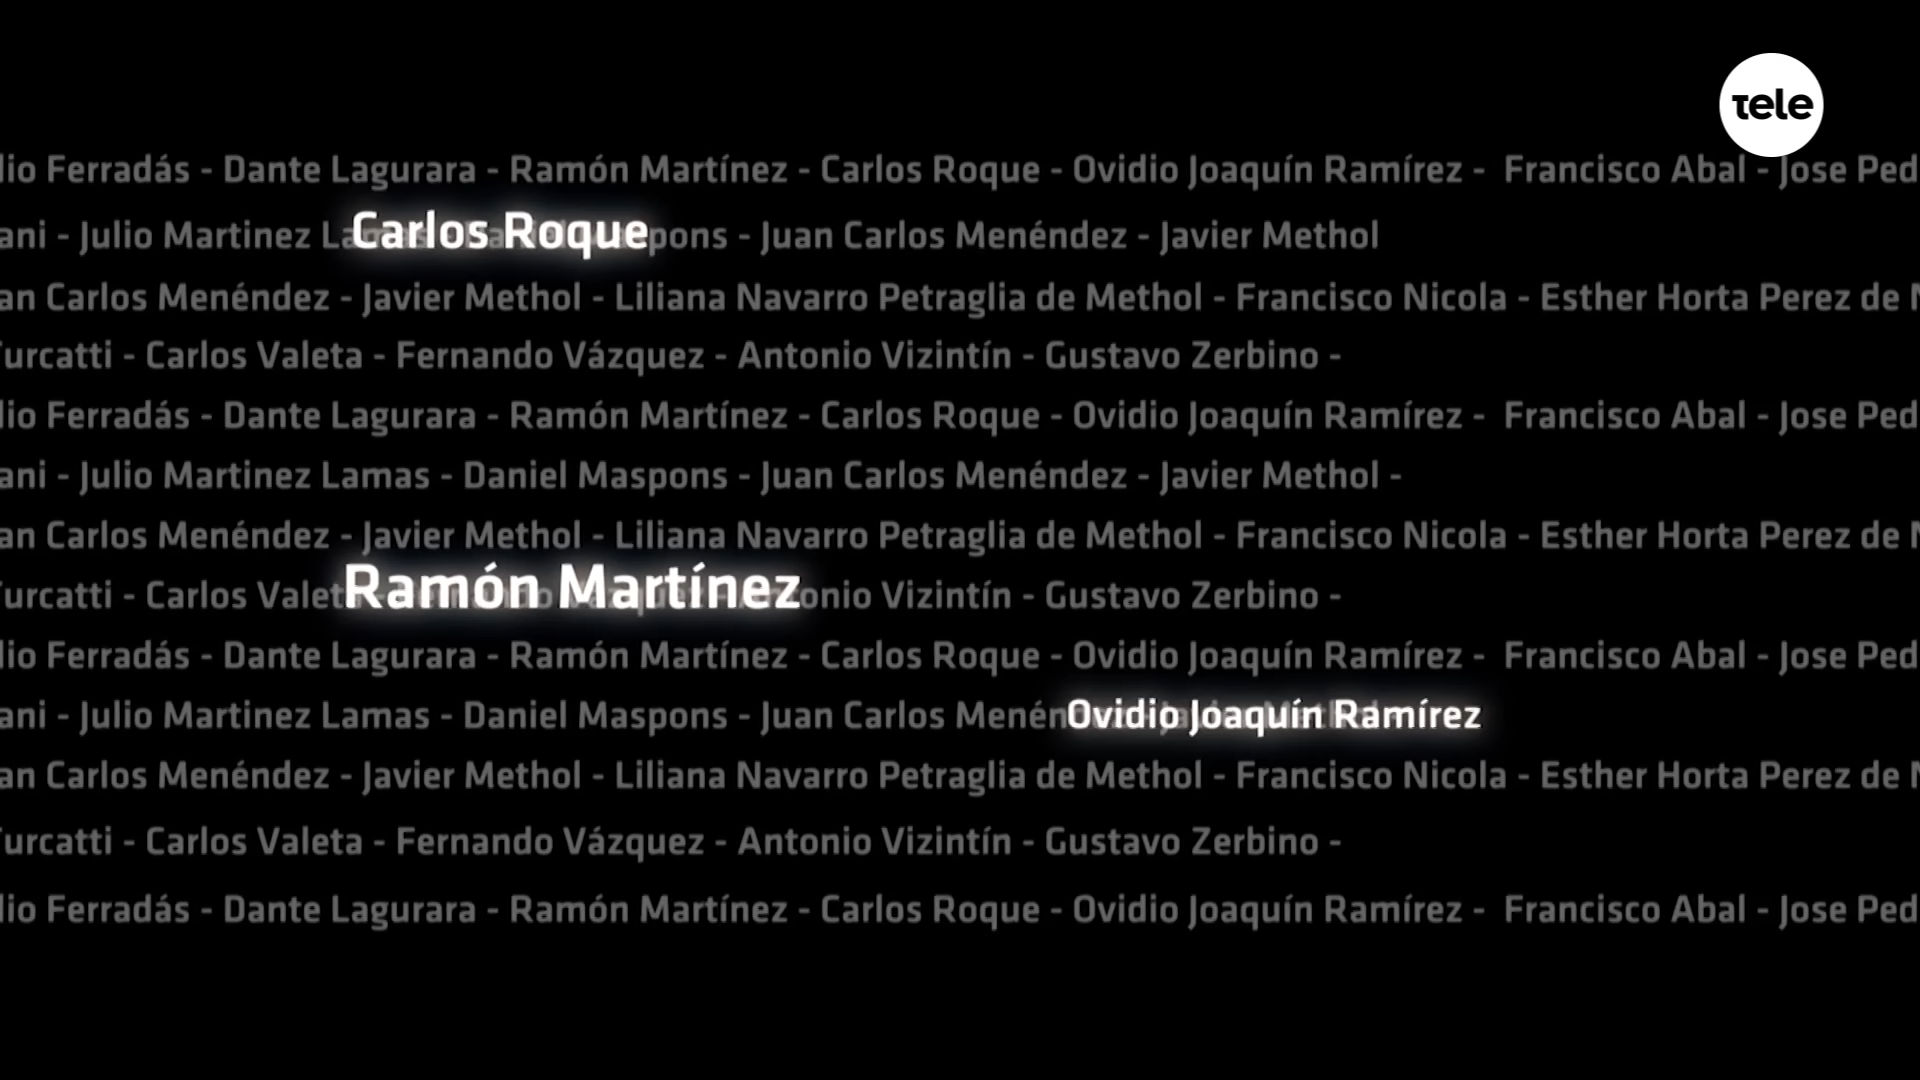 tele
lio Ferradás - Dante Lagurara - Ramón Martínez - Carlos Roque - Ovidio Joaquín Ramírez - Francisco Abal - Jose Ped
Carlos Roque
ani - Julio Martinez La pons - Juan Carlos Menéndez - Javier Methol
an Carlos Menéndez - Javier Methol - Liliana Navarro Petraglia de Methol - Francisco Nicola - Esther Horta Perez de N
Turcatti - Carlos Valeta - Fernando Vázquez - Antonio Vizintín - Gustavo Zerbino -
lio Ferradás - Dante Lagurara - Ramón Martínez - Carlos Roque - Ovidio Joaquín Ramírez - Francisco Abal - Jose Ped
ani - Julio Martinez Lamas - Daniel Maspons - Juan Carlos Menéndez - Javier Methol -
an Carlos Menéndez - Javier Methol - Liliana Navarro Petraglia de Methol - Francisco Nicola - Esther Horta Perez de N
Ramón Martínez
Turcatti - Carlos Valet onio Vizintín - Gustavo Zerbino -
lio Ferradás - Dante Lagurara - Ramón Martínez - Carlos Roque - Ovidio Joaquín Ramírez - Francisco Abal - Jose Ped
ani - Julio Martinez Lamas - Daniel Maspons - Juan Carlos Menén
Ovidio Joaquín Ramírez
an Carlos Menéndez - Javier Methol - Liliana Navarro Petraglia de Methol - Francisco Nicola - Esther Horta Perez de N
Turcatti - Carlos Valeta - Fernando Vázquez - Antonio Vizintín - Gustavo Zerbino -
lio Ferradás - Dante Lagurara - Ramón Martínez - Carlos Roque - Ovidio Joaquín Ramírez - Francisco Abal - Jose Ped